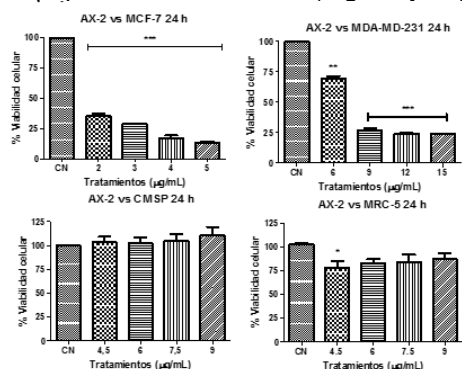 AX-2 vs MCF-7 24 h
% Viabilidad celular
100
75
50
25
0
***
CN 2 3 4 5
Tratamientos (µg/mL)
AX-2 vs MDA-MD-231 24 h
% Viabilidad celular
100
75
50
25
0
**
***
CN 6 9 12 15
Tratamientos (µg/mL)
AX-2 vs CMSP 24 h
% Viabilidad celular
125
100
75
50
25
0
CN 4,5 6 7,5 9
Tratamientos (µg/mL)
AX-2 vs MRC-5 24 h
% Viabilidad celular
125
100
75
50
25
0
*
CN 4.5 6 7.5 9
Tratamientos (µg/mL)